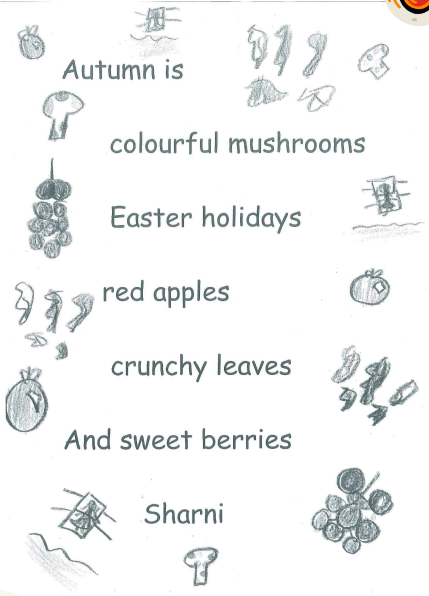 Autumn is
colourful mushrooms
Easter holidays
red apples
crunchy leaves
And sweet berries
Sharni